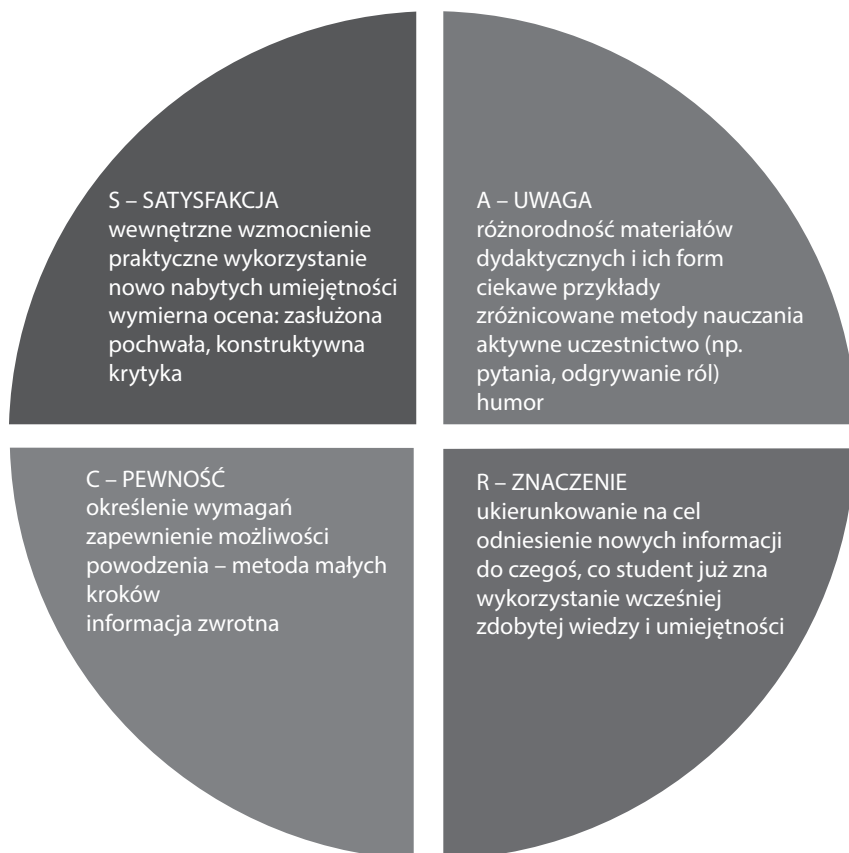 S – SATYSFAKCJA
wewnętrzne wzmocnienie
praktyczne wykorzystanie
nowo nabytych umiejętności
wymierna ocena: zasłużona
pochwała, konstruktywna
krytyka
A – UWAGA
różnorodność materiałów
dydaktycznych i ich form
ciekawe przykłady
zróżnicowane metody nauczania
aktywne uczestnictwo (np.
pytania, odgrywanie ról)
humor
C – PEWNOŚĆ
określenie wymagań
zapewnienie możliwości
powodzenia – metoda małych
kroków
informacja zwrotna
R – ZNACZENIE
ukierunkowanie na cel
odniesienie nowych informacji
do czegoś, co student już zna
wykorzystanie wcześniej
zdobytej wiedzy i umiejętności